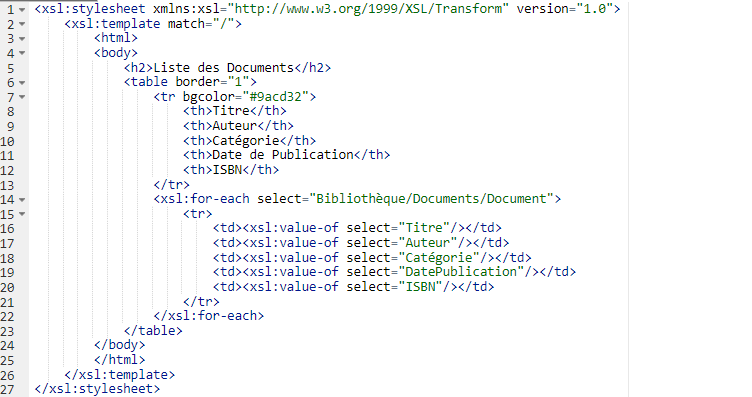 1 <xsl:stylesheet xmlns:xsl="http://www.w3.org/1999/XSL/Transform" version="1.0">
2 <xsl:template match="/">
3 <html>
4 <body>
5 <h2>Liste des Documents</h2>
6 <table border="1">
7 <tr bgcolor="#9acd32">
8 <th>Titre</th>
9 <th>Auteur</th>
10 <th>Catégorie</th>
11 <th>Date de Publication</th>
12 <th>ISBN</th>
13 </tr>
14 <xsl:for-each select="Bibliothèque/Documents/Document">
15 <tr>
16 <td><xsl:value-of select="Titre"/></td>
17 <td><xsl:value-of select="Auteur"/></td>
18 <td><xsl:value-of select="Catégorie"/></td>
19 <td><xsl:value-of select="DatePublication"/></td>
20 <td><xsl:value-of select="ISBN"/></td>
21 </tr>
22 </xsl:for-each>
23 </table>
24 </body>
25 </html>
26 </xsl:template>
27 </xsl:stylesheet>